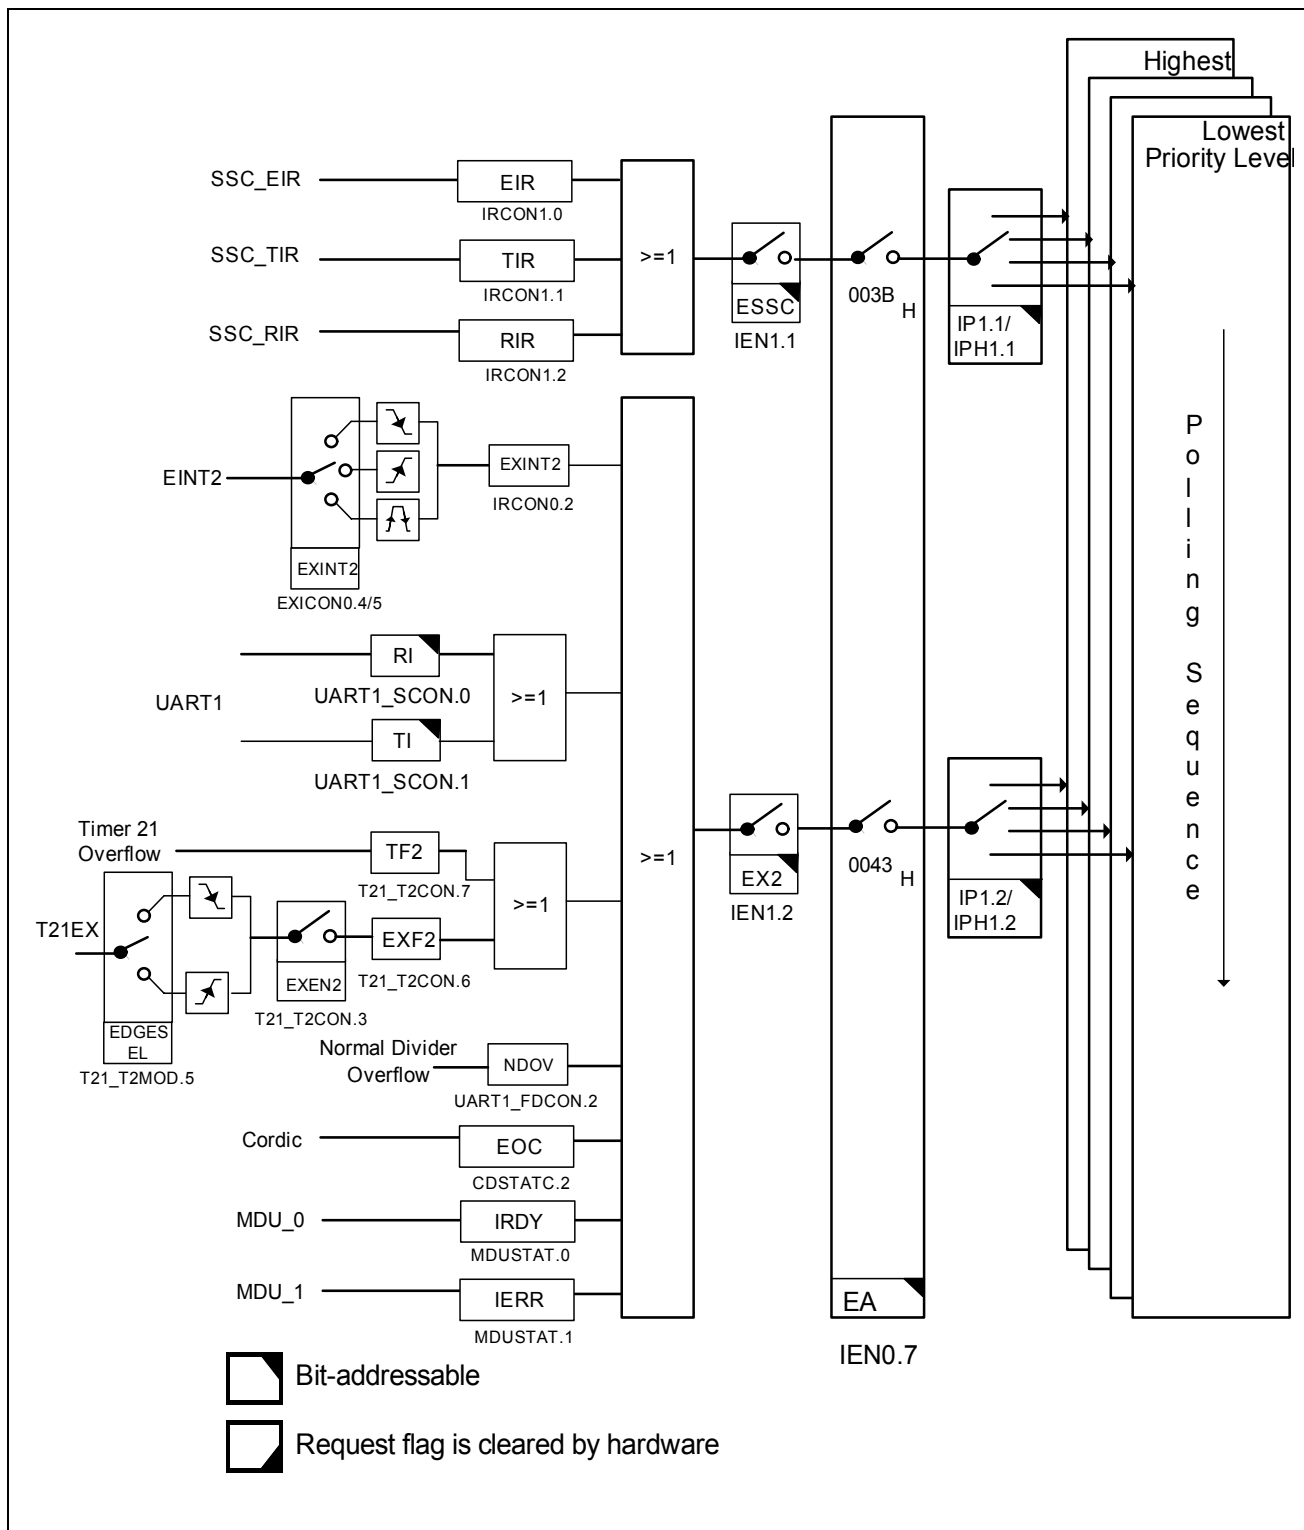 Highest
Lowest
Priority Level
SSC_EIR
EIR
IRCON1.0
SSC_TIR
TIR
IRCON1.1
SSC_RIR
RIR
IRCON1.2
>=1
ESSC
IEN1.1
003B H
IP1.1/
IPH1.1
EINT2
EXINT2
EXICON0.4/5
EXINT2
IRCON0.2
UART1
RI
UART1_SCON.0
TI
UART1_SCON.1
>=1
Timer 21
Overflow
TF2
T21_T2CON.7
T21EX
EDGES
EL
T21_T2MOD.5
EXEN2
T21_T2CON.3
EXF2
T21_T2CON.6
>=1
Normal Divider
Overflow
NDOV
UART1_FDCON.2
Cordic
EOC
CDSTATC.2
MDU_0
IRDY
MDUSTAT.0
MDU_1
IERR
MDUSTAT.1
>=1
EX2
IEN1.2
0043 H
IP1.2/
IPH1.2
EA
IEN0.7
Polling Sequence
Bit-addressable
Request flag is cleared by hardware